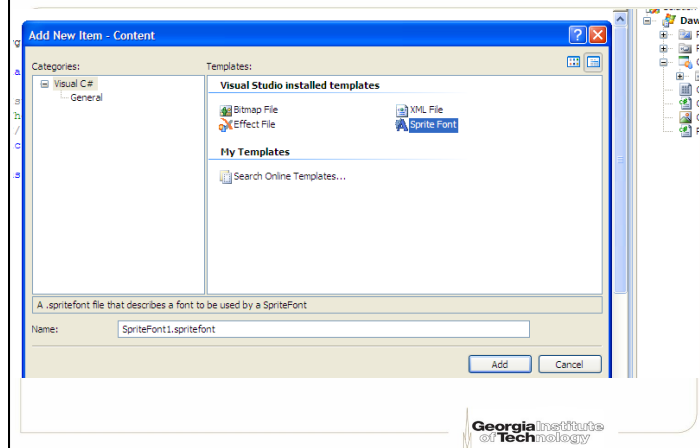 Add New Item - Content
Categories:
Templates:
Visual C#
General
Visual Studio installed templates
Bitmap File
XML File
Effect File
Sprite Font
My Templates
Search Online Templates...
A .spritefont file that describes a font to be used by a SpriteFont
Name:
SpriteFont1.spritefont
Add
Cancel
Daw
Georgia Institute
of Technology